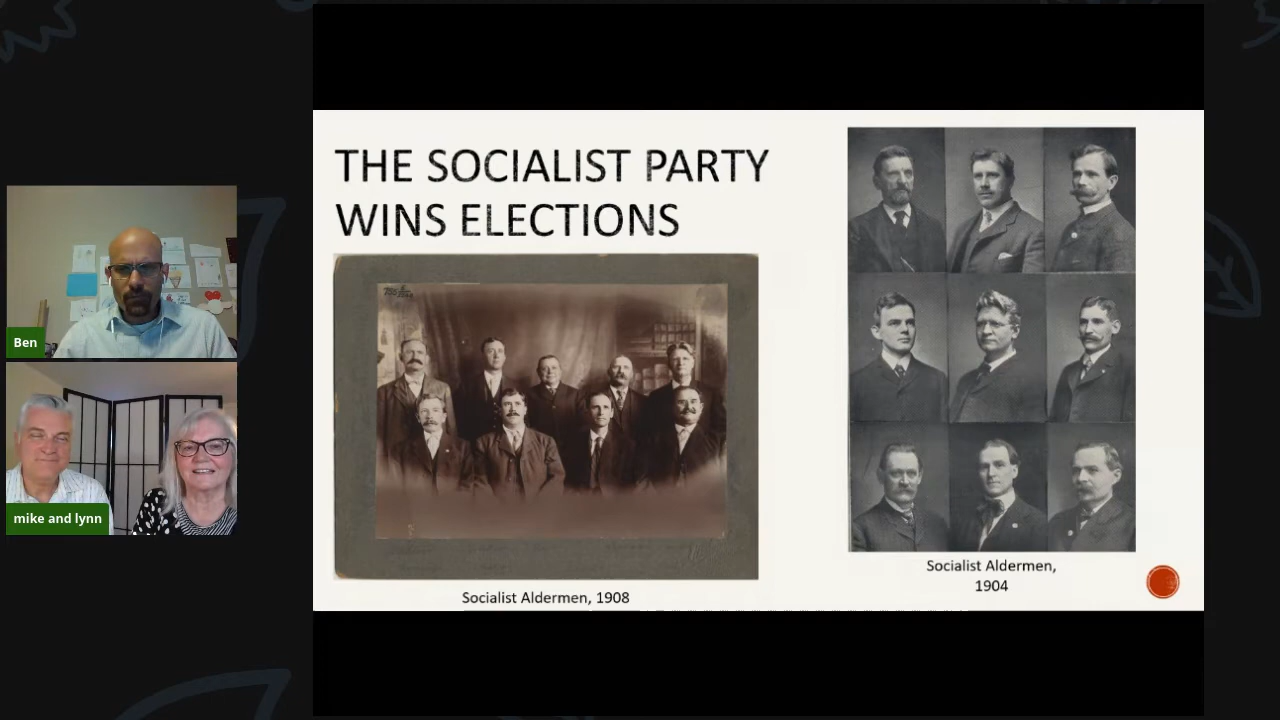 THE SOCIALIST PARTY
WINS ELECTIONS
Socialist Aldermen, 1908
Socialist Aldermen,
1904
Ben
mike and lynn